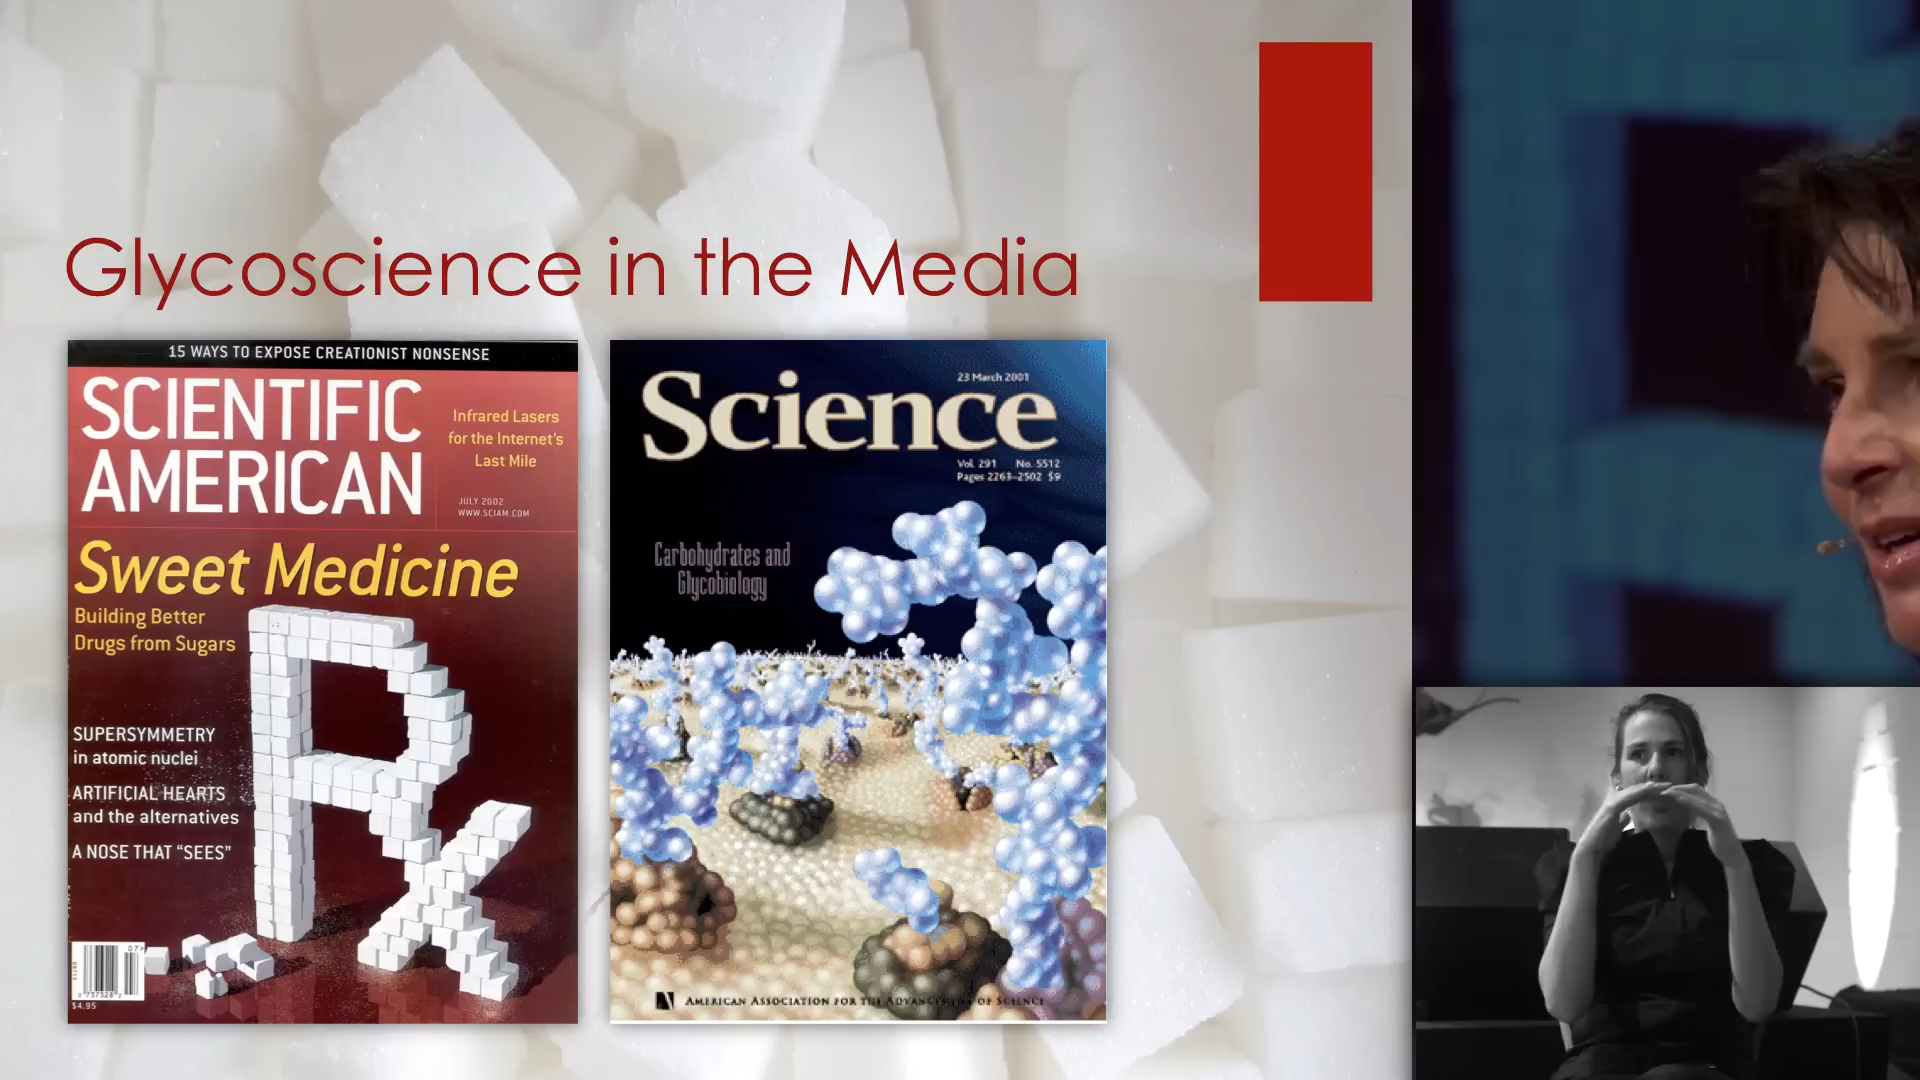 Glycoscience in the Media
15 WAYS TO EXPOSE CREATIONIST NONSENSE
SCIENTIFIC
AMERICAN
Infrared Lasers
for the Internet's
Last Mile
JULY 2002
WWW.SCIAM.COM
Sweet Medicine
Building Better
Drugs from Sugars
SUPERSYMMETRY
in atomic nuclei
ARTIFICIAL HEARTS
and the alternatives
A NOSE THAT “SEES”
Rx
07>
$4.95
23 March 2001
Science
Vol. 291 No. 5512
Pages 2263–2502 $9
Carbohydrates and
Glycobiology
AMERICAN ASSOCIATION FOR THE ADVANCEMENT OF SCIENCE